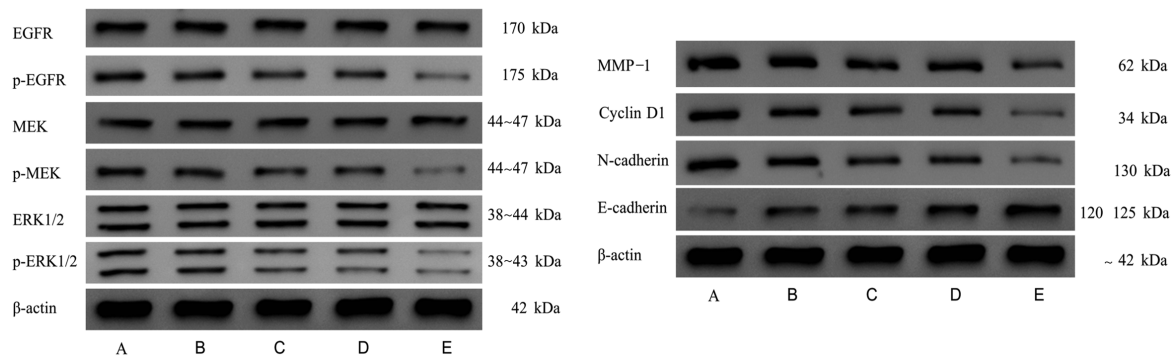 EGFR 170 kDa
p-EGFR 175 kDa
MEK 44~47 kDa
p-MEK 44~47 kDa
ERK1/2 38~44 kDa
p-ERK1/2 38~43 kDa
β-actin 42 kDa
A B C D E
MMP-1 62 kDa
Cyclin D1 34 kDa
N-cadherin 130 kDa
E-cadherin 120 125 kDa
β-actin ~ 42 kDa
A B C D E